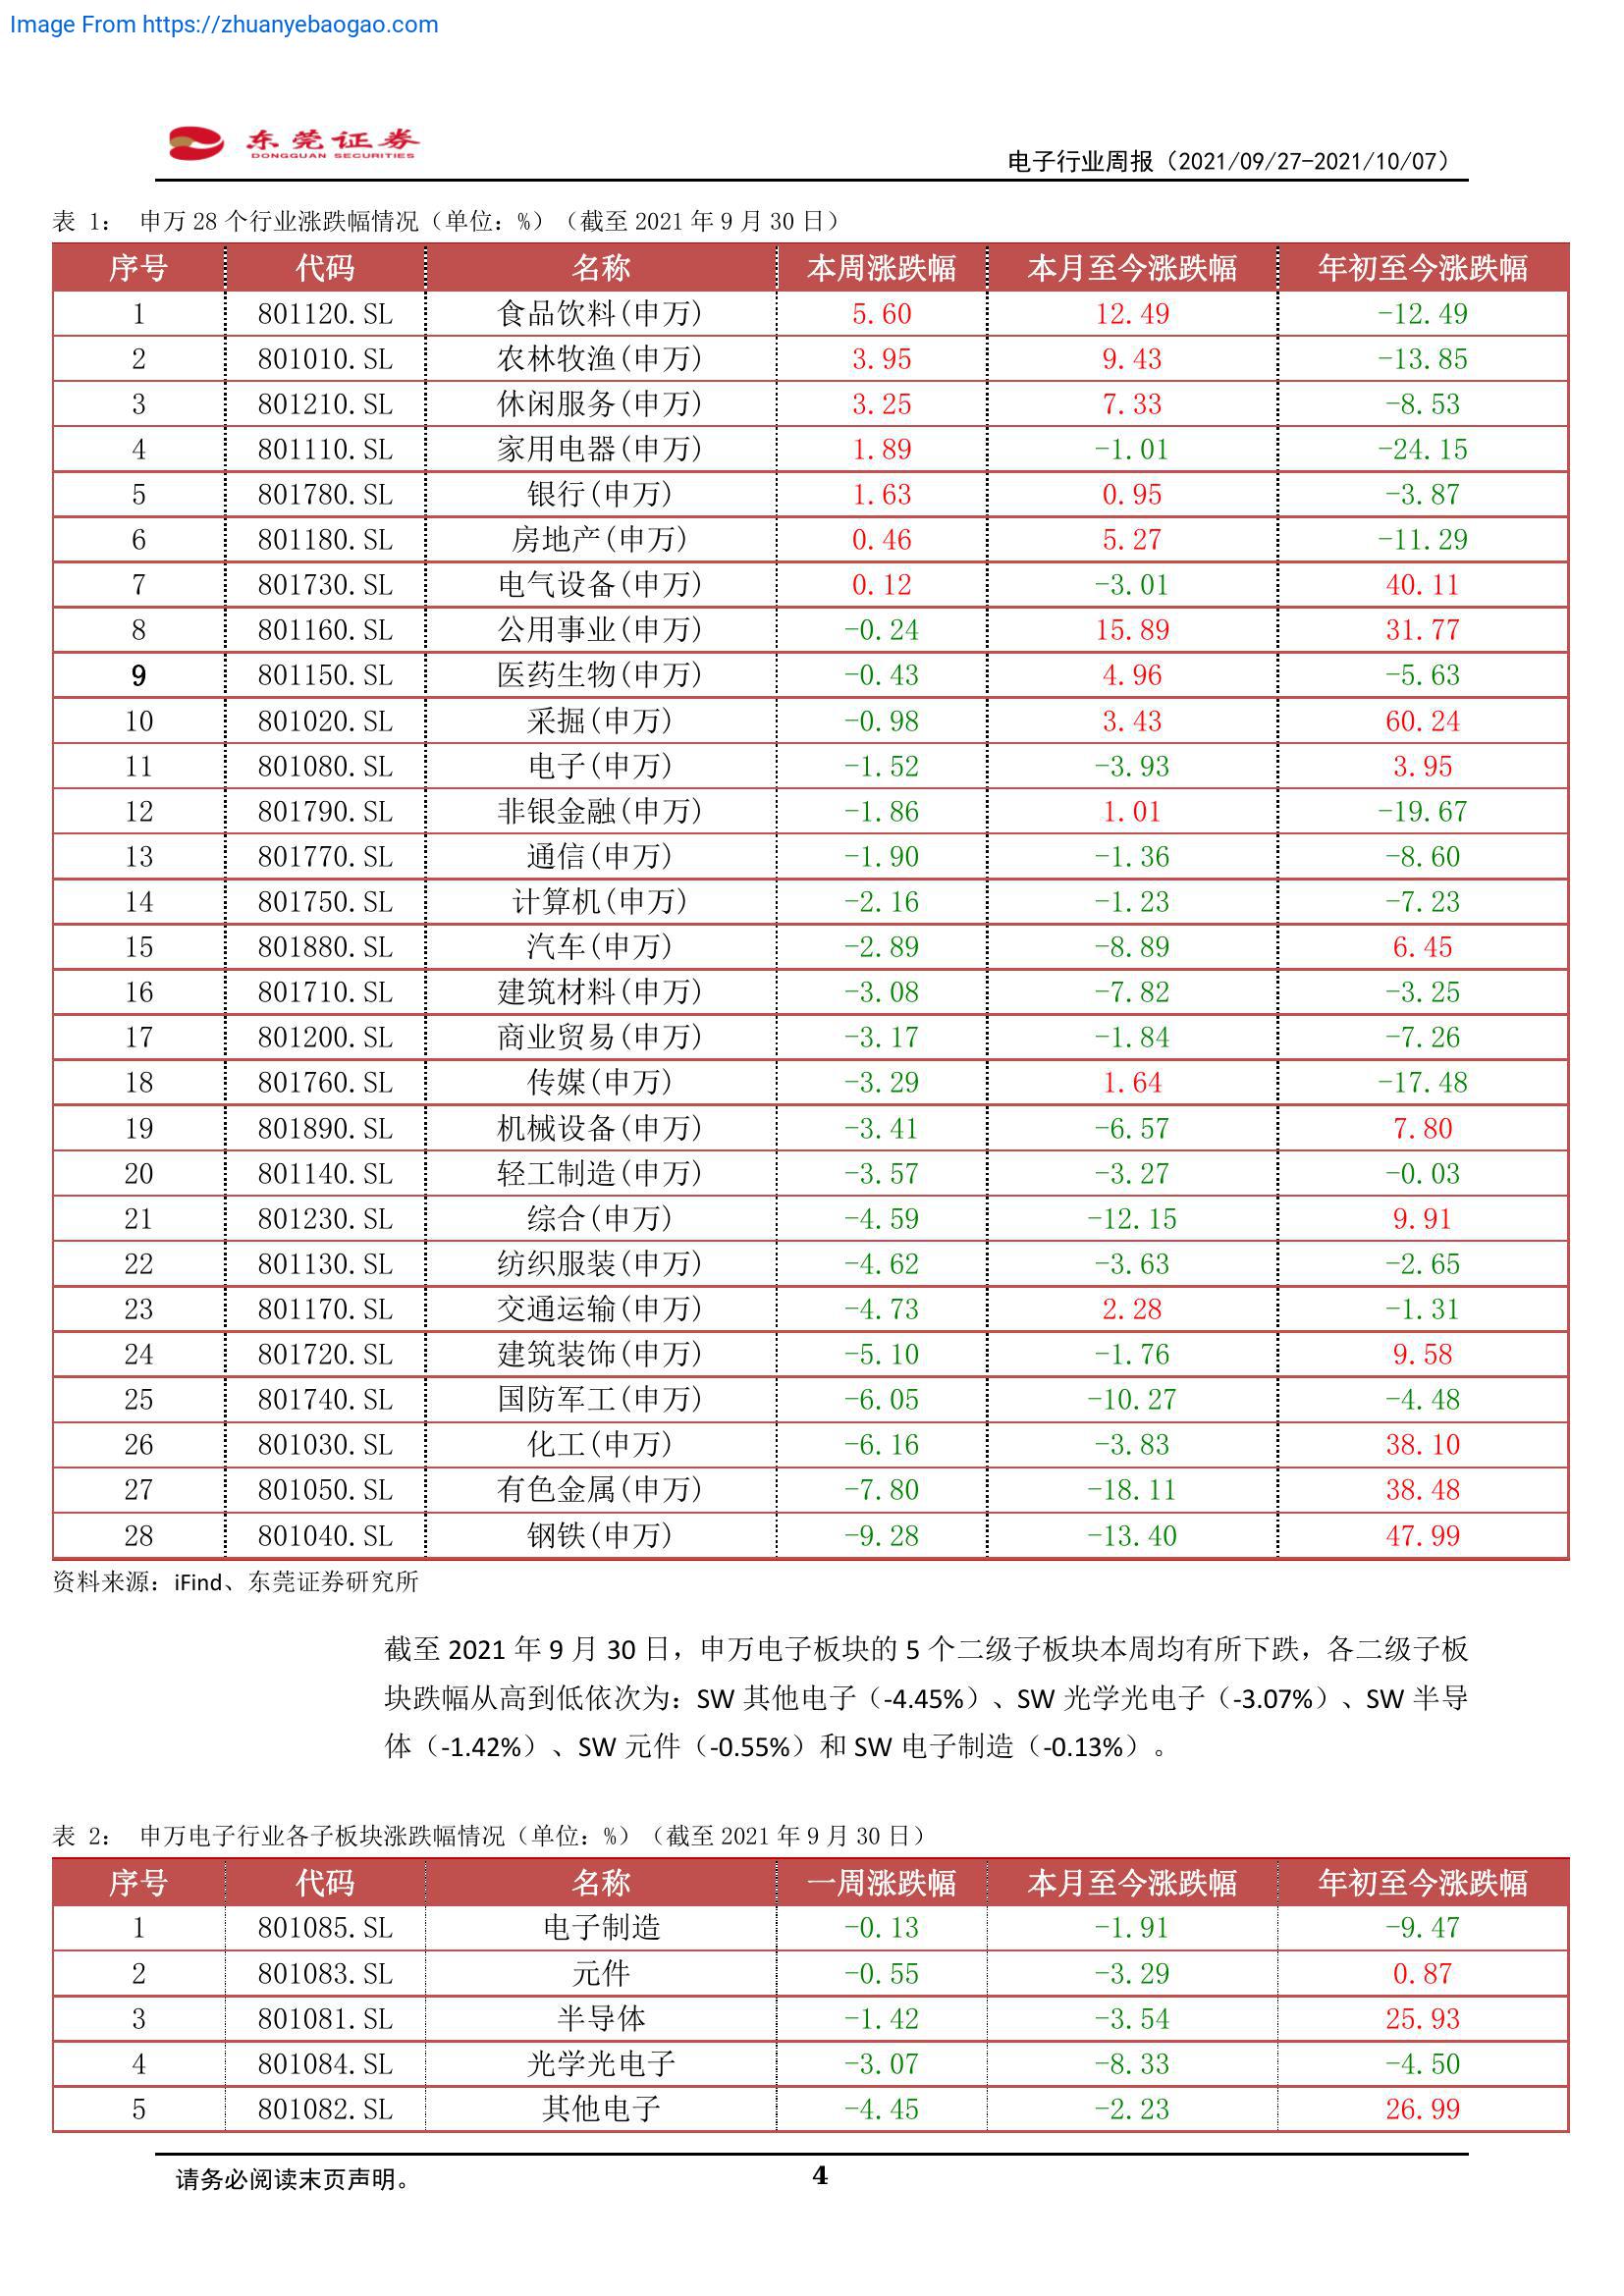 Image From https://zhuanyebaogao.com
东莞证券
DONGGUAN SECURITIES
电子行业周报（2021/09/27-2021/10/07）
表 1： 申万 28 个行业涨跌幅情况（单位：%）（截至 2021 年 9 月 30 日）
序号 代码 名称 本周涨跌幅 本月至今涨跌幅 年初至今涨跌幅
1 801120.SL 食品饮料(申万) 5.60 12.49 -12.49
2 801010.SL 农林牧渔(申万) 3.95 9.43 -13.85
3 801210.SL 休闲服务(申万) 3.25 7.33 -8.53
4 801110.SL 家用电器(申万) 1.89 -1.01 -24.15
5 801780.SL 银行(申万) 1.63 0.95 -3.87
6 801180.SL 房地产(申万) 0.46 5.27 -11.29
7 801730.SL 电气设备(申万) 0.12 -3.01 40.11
8 801160.SL 公用事业(申万) -0.24 15.89 31.77
9 801150.SL 医药生物(申万) -0.43 4.96 -5.63
10 801020.SL 采掘(申万) -0.98 3.43 60.24
11 801080.SL 电子(申万) -1.52 -3.93 3.95
12 801790.SL 非银金融(申万) -1.86 1.01 -19.67
13 801770.SL 通信(申万) -1.90 -1.36 -8.60
14 801750.SL 计算机(申万) -2.16 -1.23 -7.23
15 801880.SL 汽车(申万) -2.89 -8.89 6.45
16 801710.SL 建筑材料(申万) -3.08 -7.82 -3.25
17 801200.SL 商业贸易(申万) -3.17 -1.84 -7.26
18 801760.SL 传媒(申万) -3.29 1.64 -17.48
19 801890.SL 机械设备(申万) -3.41 -6.57 7.80
20 801140.SL 轻工制造(申万) -3.57 -3.27 -0.03
21 801230.SL 综合(申万) -4.59 -12.15 9.91
22 801130.SL 纺织服装(申万) -4.62 -3.63 -2.65
23 801170.SL 交通运输(申万) -4.73 2.28 -1.31
24 801720.SL 建筑装饰(申万) -5.10 -1.76 9.58
25 801740.SL 国防军工(申万) -6.05 -10.27 -4.48
26 801030.SL 化工(申万) -6.16 -3.83 38.10
27 801050.SL 有色金属(申万) -7.80 -18.11 38.48
28 801040.SL 钢铁(申万) -9.28 -13.40 47.99
资料来源：iFind、东莞证券研究所
截至 2021 年 9 月 30 日，申万电子板块的 5 个二级子板块本周均有所下跌，各二级子板
块跌幅从高到低依次为：SW 其他电子（-4.45%）、SW 光学光电子（-3.07%）、SW 半导
体（-1.42%）、SW 元件（-0.55%）和 SW 电子制造（-0.13%）。
表 2： 申万电子行业各子板块涨跌幅情况（单位：%）（截至 2021 年 9 月 30 日）
序号 代码 名称 一周涨跌幅 本月至今涨跌幅 年初至今涨跌幅
1 801085.SL 电子制造 -0.13 -1.91 -9.47
2 801083.SL 元件 -0.55 -3.29 0.87
3 801081.SL 半导体 -1.42 -3.54 25.93
4 801084.SL 光学光电子 -3.07 -8.33 -4.50
5 801082.SL 其他电子 -4.45 -2.23 26.99
请务必阅读末页声明。
4